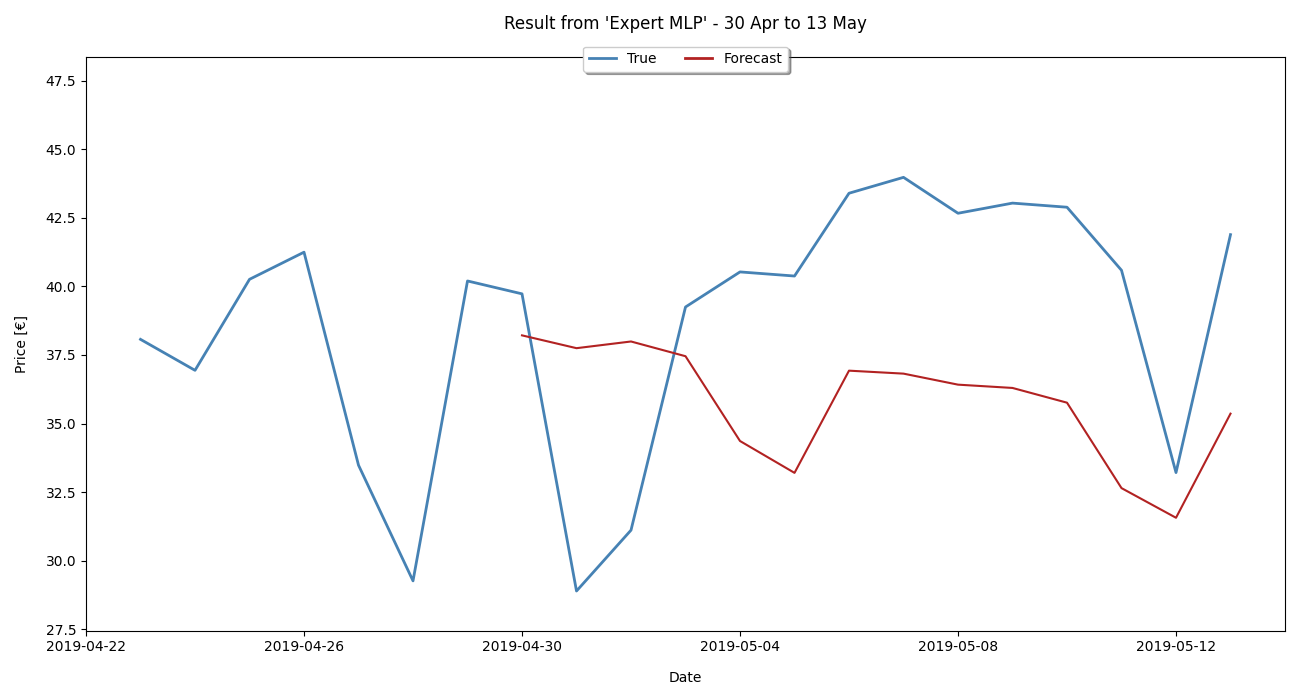 Result from 'Expert MLP' - 30 Apr to 13 May
True Forecast
47.5
45.0
42.5
40.0
37.5
35.0
32.5
30.0
27.5
Price [€]
2019-04-22 2019-04-26 2019-04-30 2019-05-04 2019-05-08 2019-05-12
Date